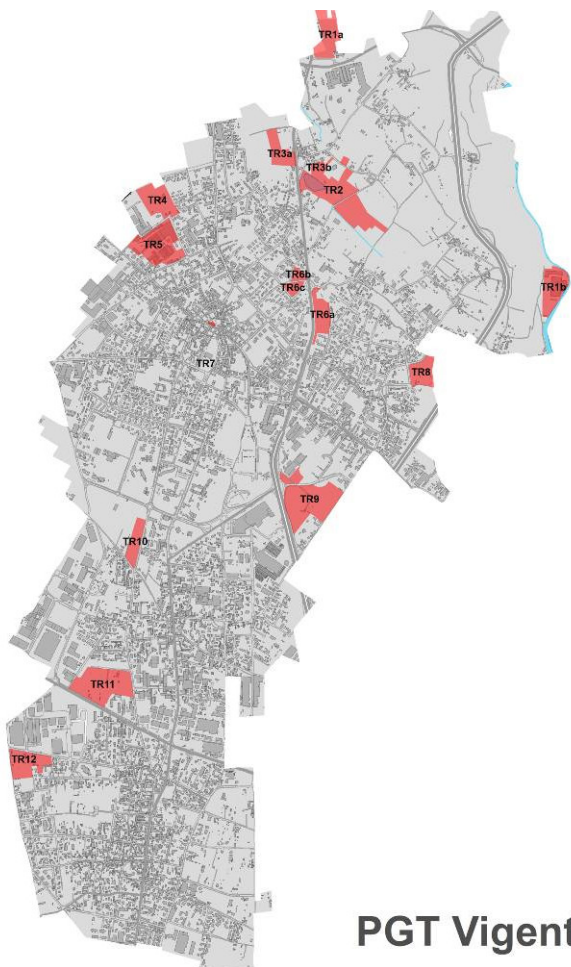 TR1a
TR3a
TR3b
TR2
TR4
TR5
TR6b
TR6c
TR1b
TR6a
TR7
TR8
TR9
TR10
TR11
TR12
PGT Vigent